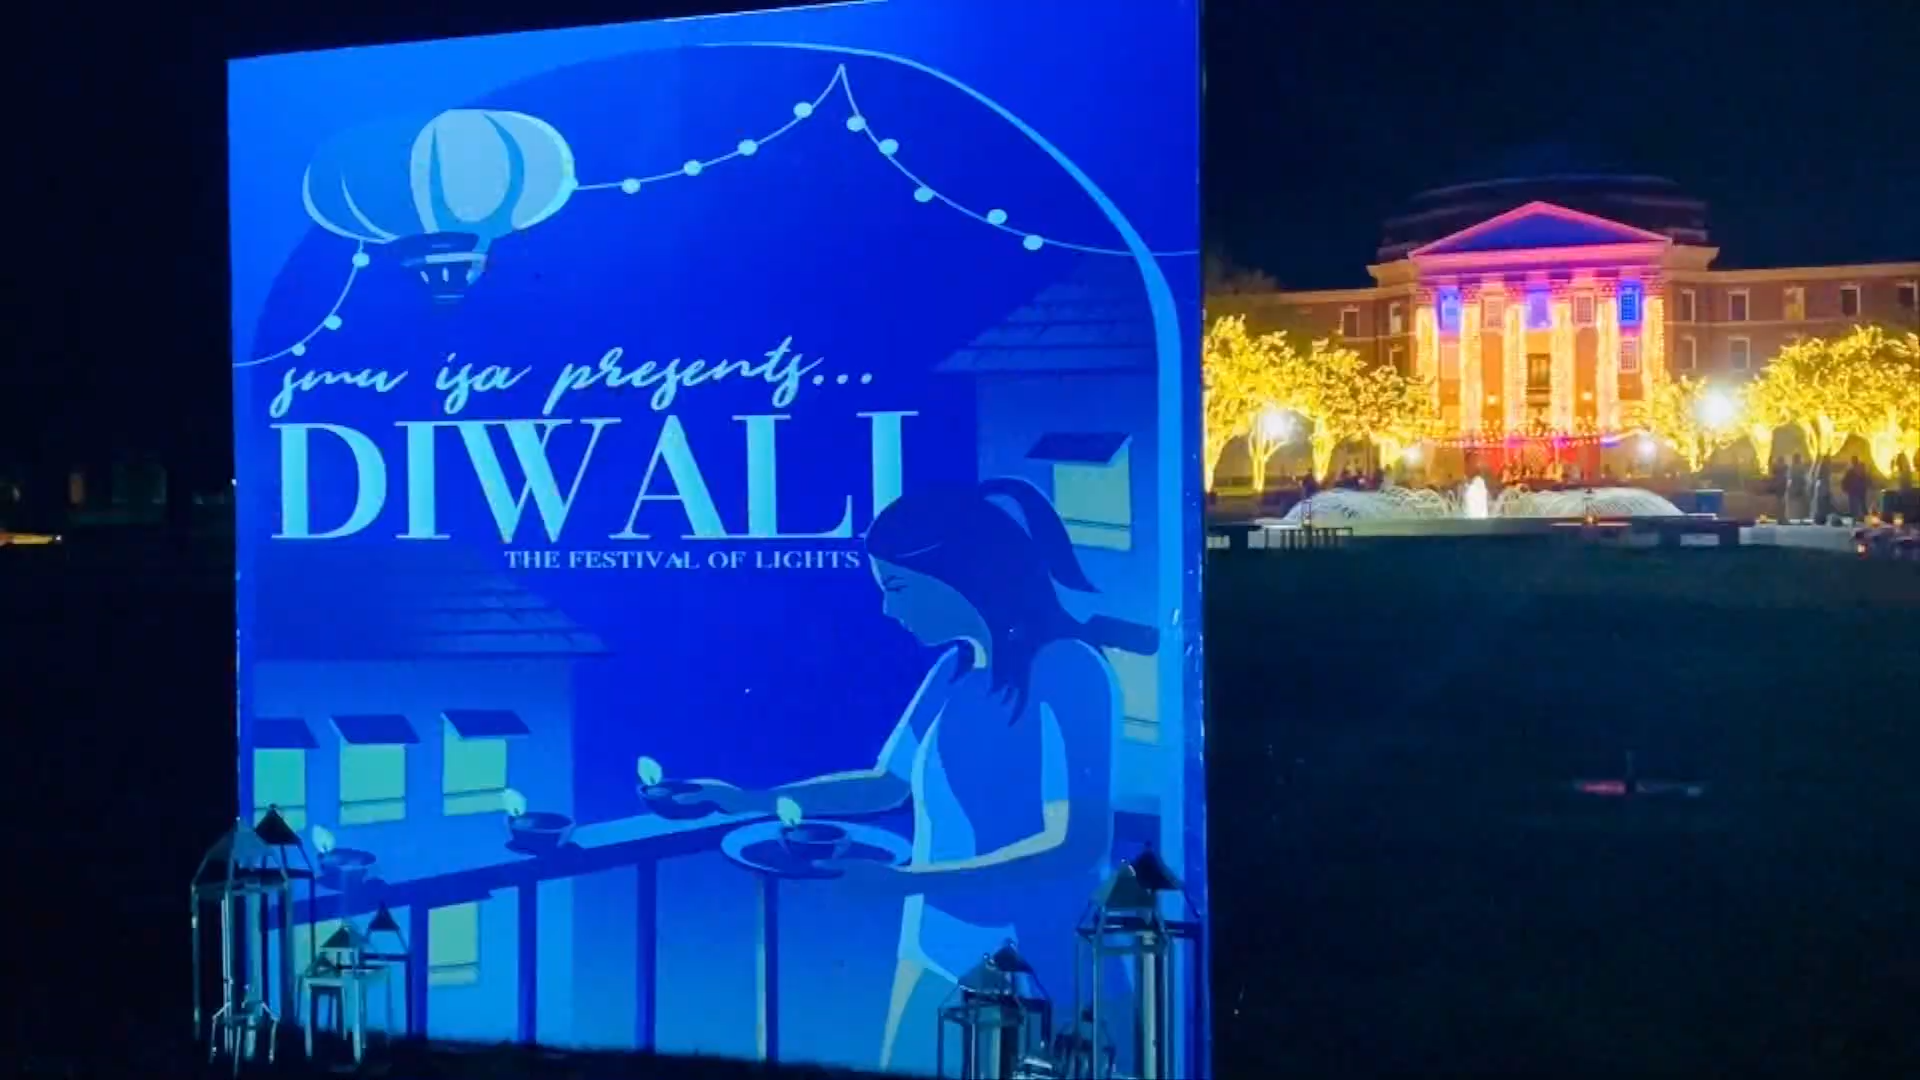 smu isa presents...
DIWALI
THE FESTIVAL OF LIGHTS